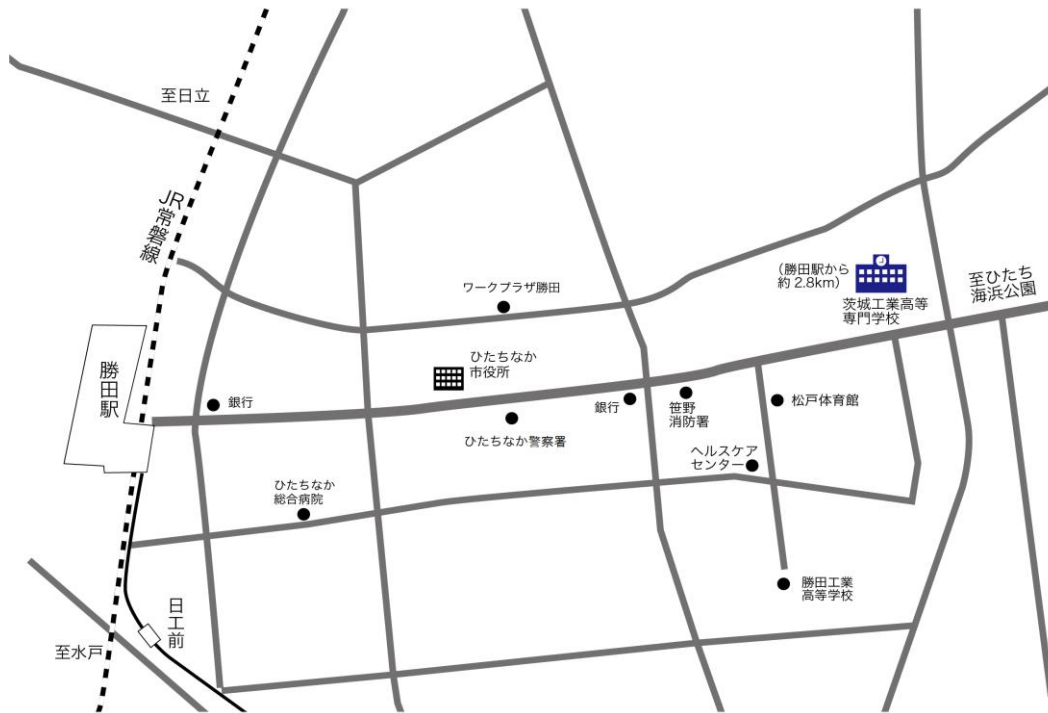 至日立
JR常磐線
ワークプラザ勝田
（勝田駅から
約 2.8km）
茨城工業高等
専門学校
至ひたち
海浜公園
勝田駅
銀行
ひたちなか
市役所
ひたちなか警察署
銀行
笹野
消防署
松戸体育館
ヘルスケア
センター
ひたちなか
総合病院
勝田工業
高等学校
日工前
至水戸